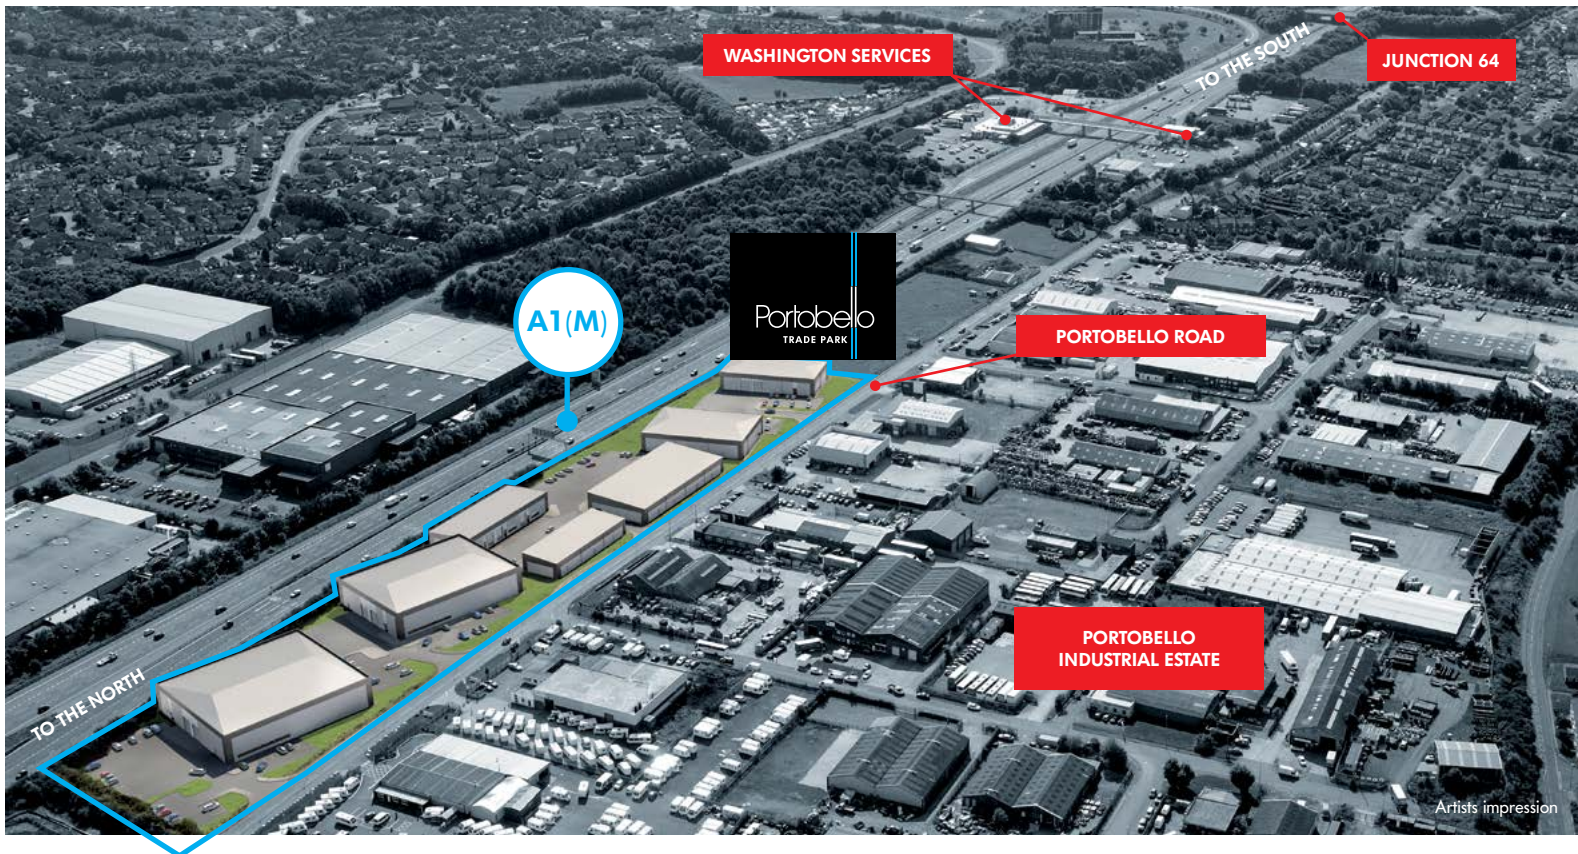 WASHINGTON SERVICES
TO THE SOUTH
JUNCTION 64
A1(M)
Portobello
TRADE PARK
PORTOBELLO ROAD
PORTOBELLO
INDUSTRIAL ESTATE
TO THE NORTH
Artists impression